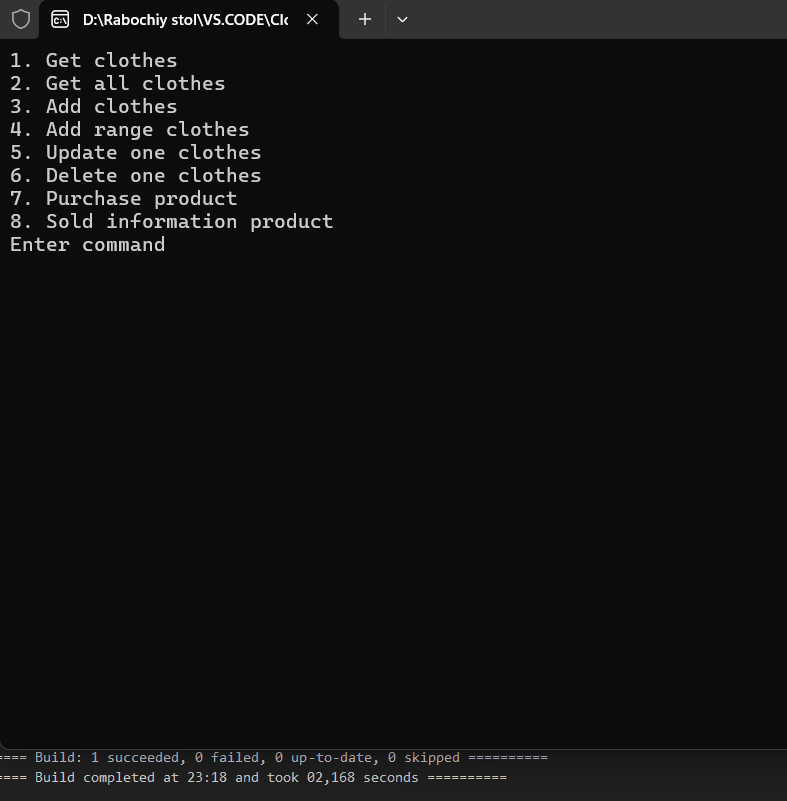 D:\Rabochiy stol\VS.CODE\Clo
1. Get clothes
2. Get all clothes
3. Add clothes
4. Add range clothes
5. Update one clothes
6. Delete one clothes
7. Purchase product
8. Sold information product
Enter command
==== Build: 1 succeeded, 0 failed, 0 up-to-date, 0 skipped ==========
==== Build completed at 23:18 and took 02,168 seconds ==========